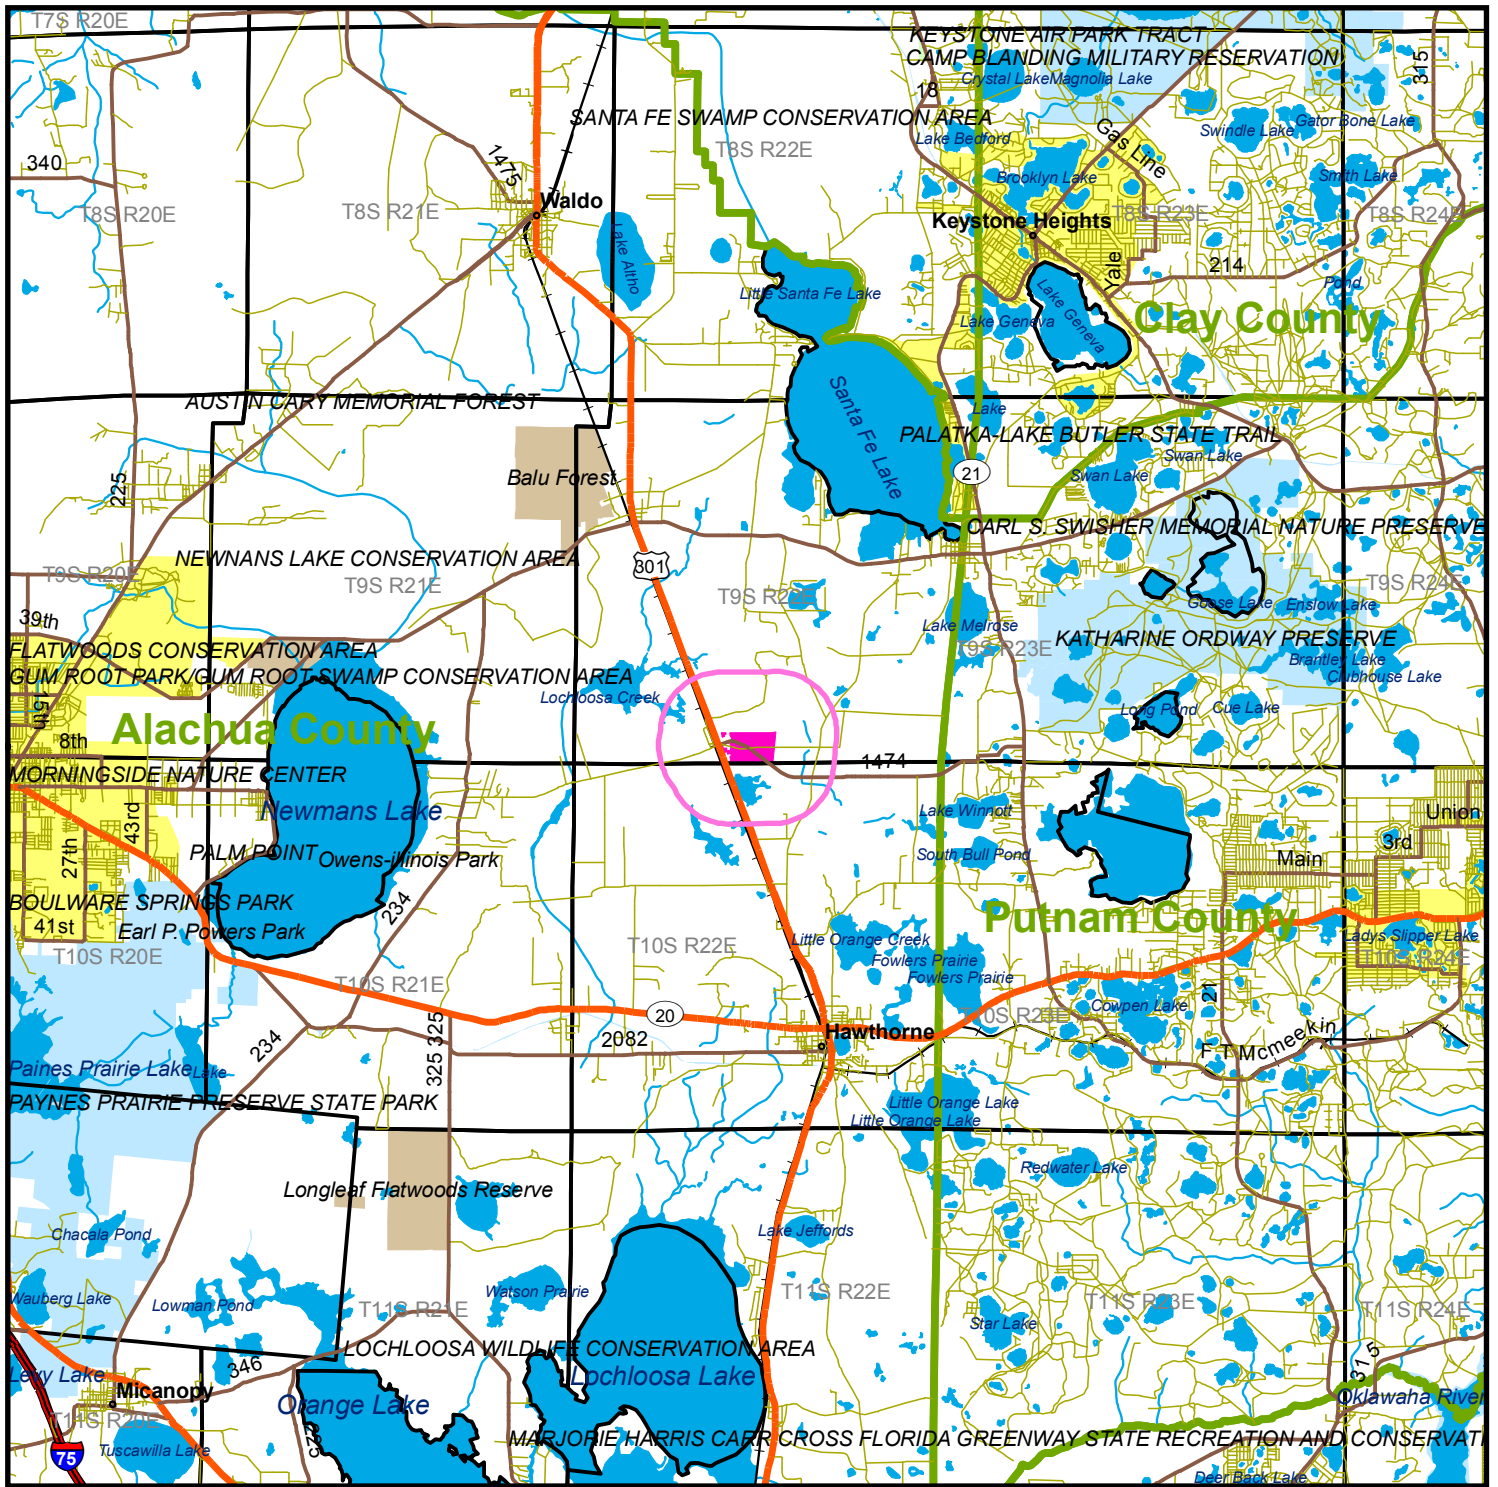 T7S R20E
KEYSTONE AIR PARK TRACT
CAMP BLANDING MILITARY RESERVATION
315
Crystal Lake
Magnolia Lake
18
SANTA FE SWAMP CONSERVATION AREA
Gas Line
Swindle Lake
Gator Bone Lake
Lake Bedford
T8S R22E
340
1475
Brooklyn Lake
Smith Lake
T8S R20E
T8S R21E
Waldo
Keystone Heights
T8S R23E
T8S R24E
Lake Altho
Yale
214
Pond
Little Santa Fe Lake
Lake Geneva
Lake Geneva
Clay County
AUSTIN CARY MEMORIAL FOREST
Santa Fe Lake
Lake
PALATKA-LAKE BUTLER STATE TRAIL
Swan Lake
Swan Lake
225
Balu Forest
21
CARL S. SWISHER MEMORIAL NATURE PRESERVE
NEWNANS LAKE CONSERVATION AREA
301
T9S R20E
T9S R21E
T9S R22E
T9S R24E
Goose Lake
Enslow Lake
39th
Lake Melrose
KATHARINE ORDWAY PRESERVE
T9S R23E
FLATWOODS CONSERVATION AREA
GUM ROOT PARK/GUM ROOT SWAMP CONSERVATION AREA
Brantley Lake
Clubhouse Lake
15th
Lochloosa Creek
Long Pond
Cue Lake
Alachua County
8th
1474
MORNINGSIDE NATURE CENTER
Newmans Lake
Lake Winnott
Union
43rd
27th
3rd
PALM POINT
Owens-illinois Park
South Bull Pond
Main
BOULWARE SPRINGS PARK
234
Putnam County
41st
Earl P. Powers Park
T10S R20E
T10S R22E
Little Orange Creek
Ladys Slipper Lake
T10S R24E
Fowlers Prairie
Fowlers Prairie
T10S R21E
21
Cowpen Lake
20
10S R23E
325
325
234
2082
Hawthorne
F T Mcmeekin
Paines Prairie Lake
Lake
PAYNES PRAIRIE PRESERVE STATE PARK
Little Orange Lake
Little Orange Lake
Redwater Lake
Longleaf Flatwoods Reserve
Chacala Pond
Lake Jeffords
Wauberg Lake
Lowman Pond
T11S R21E
Watson Prairie
T11S R22E
T11S R23E
T11S R24E
Star Lake
LOCHLOOSA WILDLIFE CONSERVATION AREA
346
Levy Lake
Lochloosa Lake
31 5
Micanopy
Orange Lake
Oklawaha River
T11S R20E
MARJORIE HARRIS CARR CROSS FLORIDA GREENWAY STATE RECREATION AND CONSERVATI
Tuscawilla Lake
75
Deer Back Lake